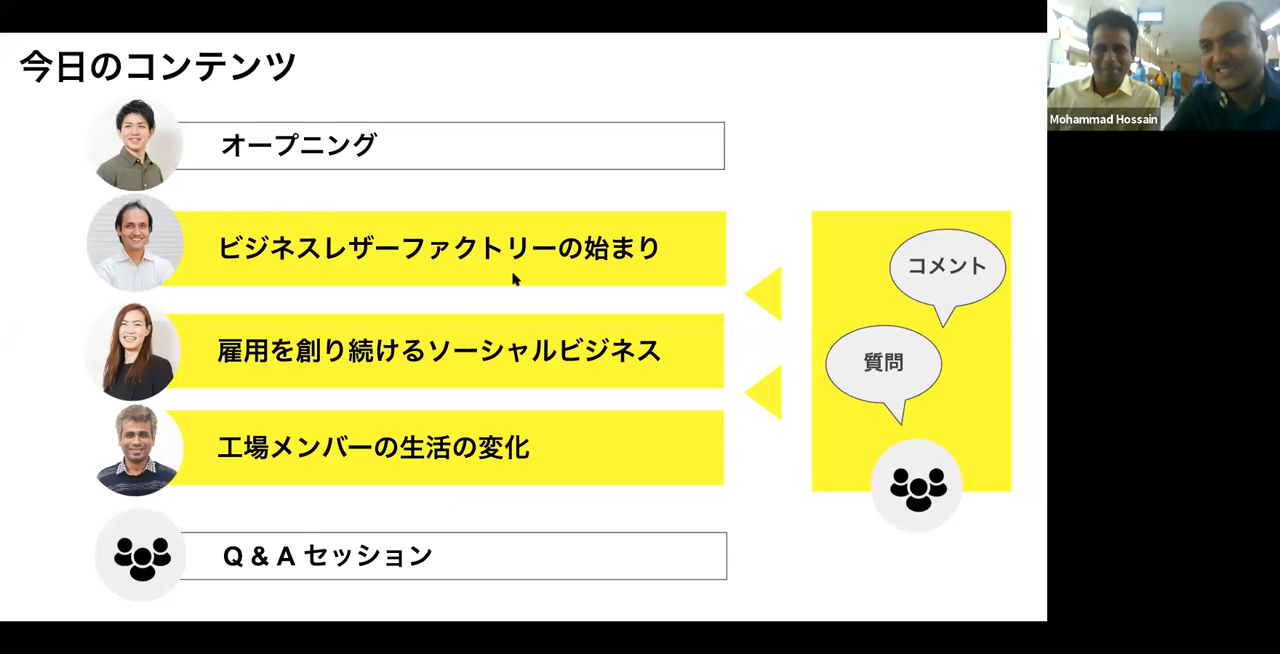 今日のコンテンツ
オープニング
ビジネスレザーファクトリーの始まり
雇用を創り続けるソーシャルビジネス
工場メンバーの生活の変化
Q & A セッション
コメント
質問
Mohammad Hossain